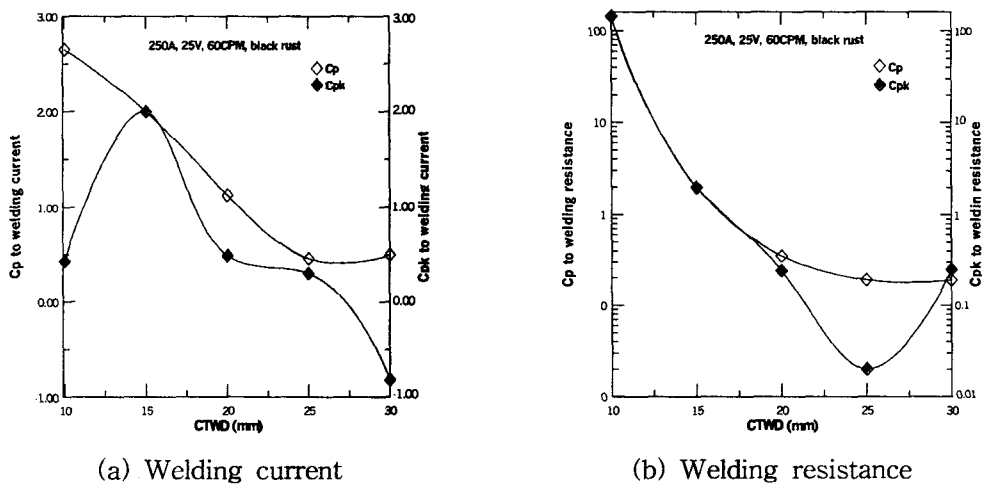 3.00
2.00
1.00
0.00
-1.00
Cp to welding current
250A, 25V, 60CPM, black rust
Cp
Cpk
3.00
2.00
1.00
0.00
-1.00
Cpk to welding current
10
15
20
25
30
CTWD (mm)
(a) Welding current
100
10
1
0
0
Cp to welding resistance
250A, 25V, 60CPM, black rust
Cp
Cpk
100
10
1
0.1
0.01
Cpk to weldin resistance
10
15
20
25
30
CTWD (mm)
(b) Welding resistance